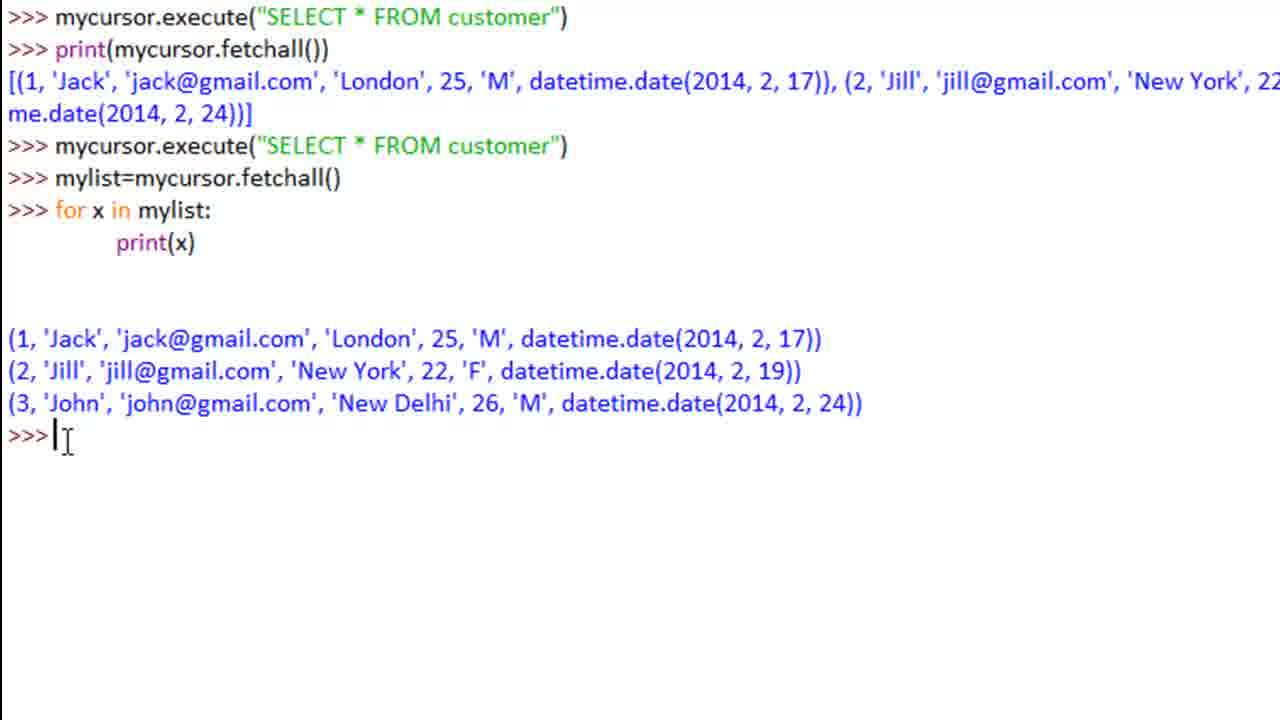 >>> mycursor.execute("SELECT * FROM customer")
>>> print(mycursor.fetchall())
[(1, 'Jack', 'jack@gmail.com', 'London', 25, 'M', datetime.date(2014, 2, 17)), (2, 'Jill', 'jill@gmail.com', 'New York', 22
me.date(2014, 2, 24))]
>>> mycursor.execute("SELECT * FROM customer")
>>> mylist=mycursor.fetchall()
>>> for x in mylist:
print(x)
(1, 'Jack', 'jack@gmail.com', 'London', 25, 'M', datetime.date(2014, 2, 17))
(2, 'Jill', 'jill@gmail.com', 'New York', 22, 'F', datetime.date(2014, 2, 19))
(3, 'John', 'john@gmail.com', 'New Delhi', 26, 'M', datetime.date(2014, 2, 24))
>>>